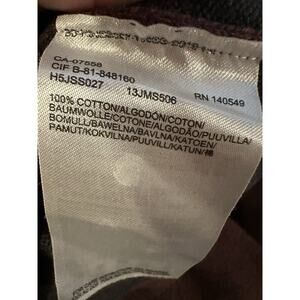 CA-07558
CIF B-81-848160
H5JSS027 13JMS506 RN 140549
100% COTTON/ALGODÓN/COTON/
BAUMWOLLE/COTONE/ALGODÃO/PUUVILLA/
BOMULL/BAWEŁNA/BAVLNA/KATOEN/
PAMUT/KOKVILNA/PUUVILL/KATUN/棉